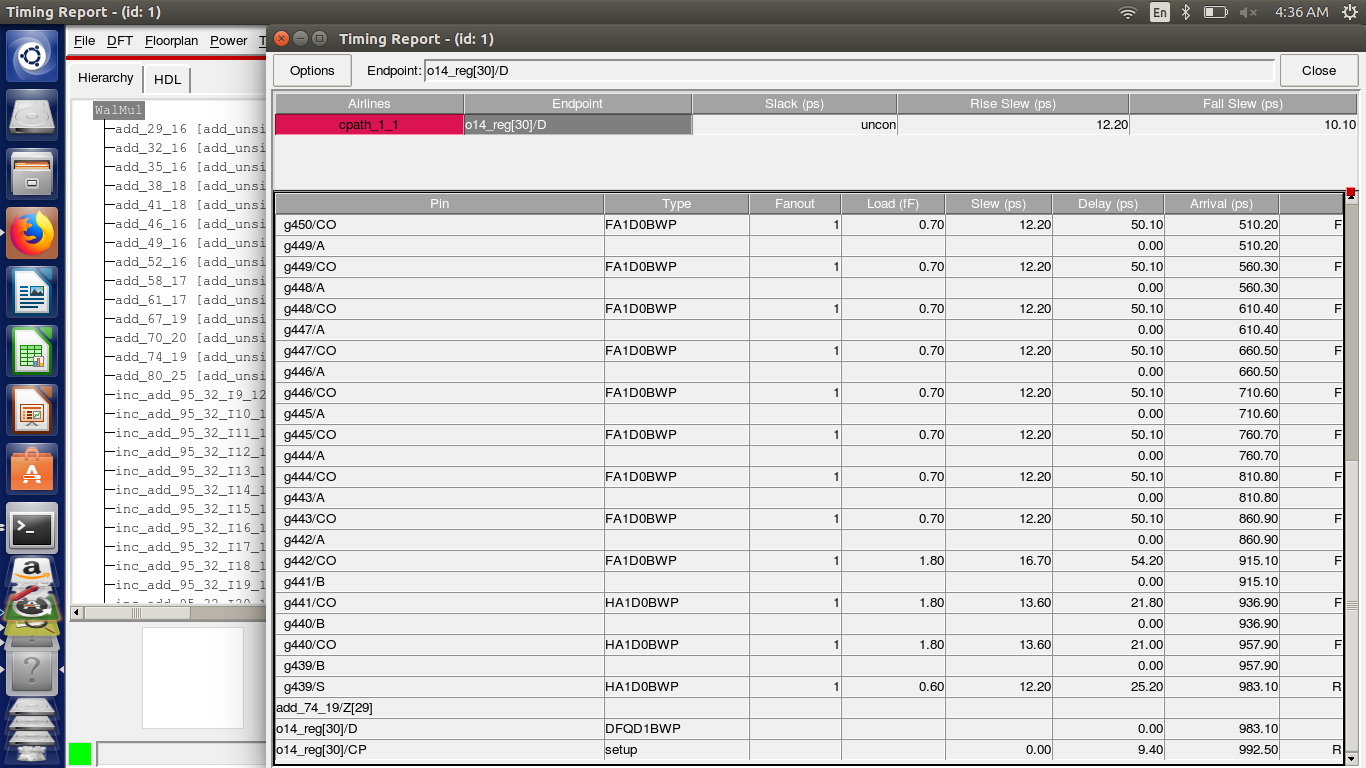 Timing Report - (id: 1)
En
4:36 AM
File DFT Floorplan Power
Timing Report - (id: 1)
Options Endpoint: o14_reg[30]/D Close
Hierarchy HDL
WalMul
add_29_16 [add_unsi
add_32_16 [add_unsi
add_35_16 [add_unsi
add_38_18 [add_unsi
add_41_18 [add_unsi
add_46_16 [add_unsi
add_49_16 [add_unsi
add_52_16 [add_unsi
add_58_17 [add_unsi
add_61_17 [add_unsi
add_67_19 [add_unsi
add_70_20 [add_unsi
add_74_19 [add_unsi
add_80_25 [add_unsi
inc_add_95_32_I9_12
inc_add_95_32_I10_1
inc_add_95_32_I11_1
inc_add_95_32_I12_1
inc_add_95_32_I13_1
inc_add_95_32_I14_1
inc_add_95_32_I15_1
inc_add_95_32_I16_1
inc_add_95_32_I17_1
inc_add_95_32_I18_1
inc_add_95_32_I19_1
Airlines Endpoint Slack (ps) Rise Slew (ps) Fall Slew (ps)
cpath_1_1 o14_reg[30]/D uncon 12.20 10.10
Pin Type Fanout Load (fF) Slew (ps) Delay (ps) Arrival (ps)
g450/CO FA1D0BWP 1 0.70 12.20 50.10 510.20 F
g449/A 0.00 510.20
g449/CO FA1D0BWP 1 0.70 12.20 50.10 560.30 F
g448/A 0.00 560.30
g448/CO FA1D0BWP 1 0.70 12.20 50.10 610.40 F
g447/A 0.00 610.40
g447/CO FA1D0BWP 1 0.70 12.20 50.10 660.50 F
g446/A 0.00 660.50
g446/CO FA1D0BWP 1 0.70 12.20 50.10 710.60 F
g445/A 0.00 710.60
g445/CO FA1D0BWP 1 0.70 12.20 50.10 760.70 F
g444/A 0.00 760.70
g444/CO FA1D0BWP 1 0.70 12.20 50.10 810.80 F
g443/A 0.00 810.80
g443/CO FA1D0BWP 1 0.70 12.20 50.10 860.90 F
g442/A 0.00 860.90
g442/CO FA1D0BWP 1 1.80 16.70 54.20 915.10 F
g441/B 0.00 915.10
g441/CO HA1D0BWP 1 1.80 13.60 21.80 936.90 F
g440/B 0.00 936.90
g440/CO HA1D0BWP 1 1.80 13.60 21.00 957.90 F
g439/B 0.00 957.90
g439/S HA1D0BWP 1 0.60 12.20 25.20 983.10 R
add_74_19/Z[29]
o14_reg[30]/D DFQD1BWP 0.00 983.10
o14_reg[30]/CP setup 0.00 9.40 992.50 R